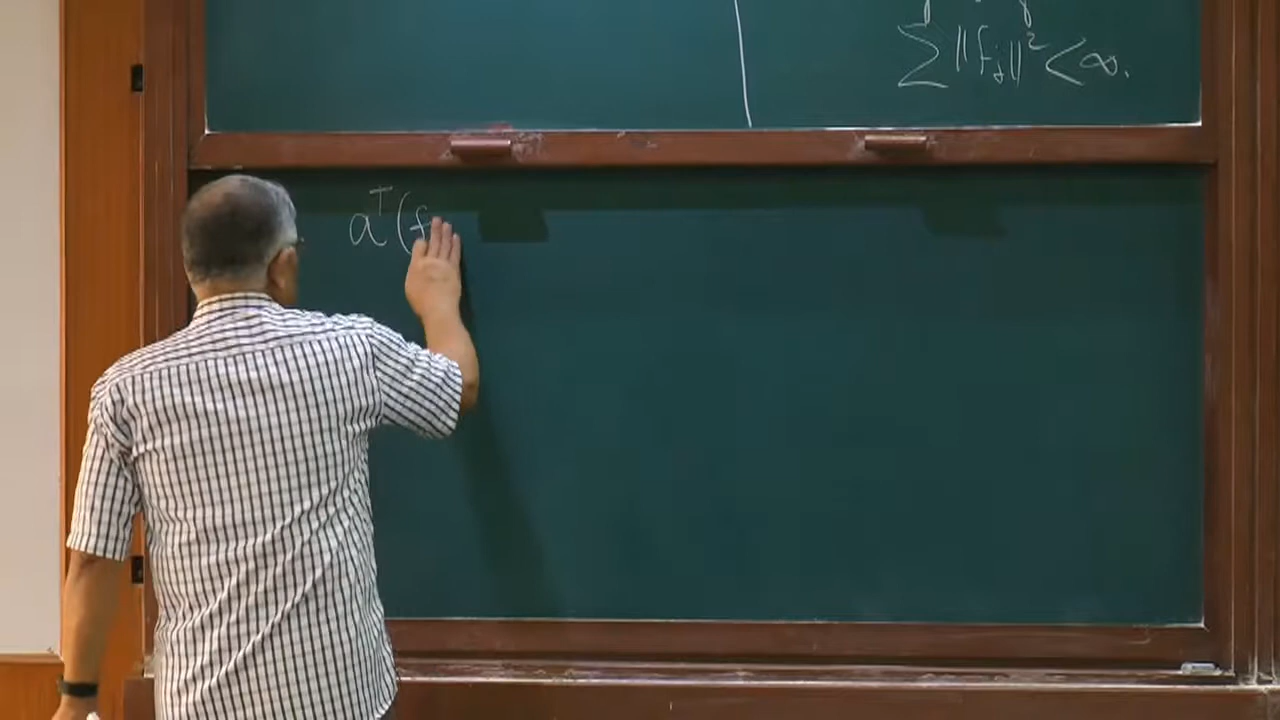 ∑ ‖f_j‖² < ∞.
a^T (f